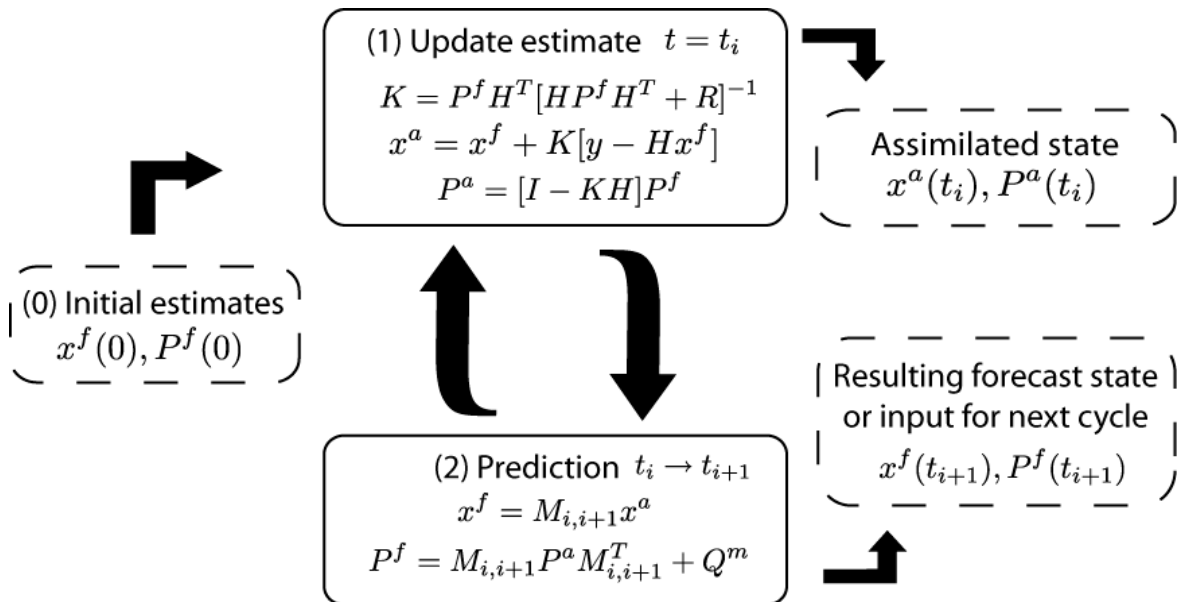 (1) Update estimate $t = t_i$
$K = P^f H^T [H P^f H^T + R]^{-1}$
$x^a = x^f + K[y - Hx^f]$
$P^a = [I - KH]P^f$
Assimilated state
$x^a(t_i), P^a(t_i)$
(0) Initial estimates
$x^f(0), P^f(0)$
(2) Prediction $t_i \to t_{i+1}$
$x^f = M_{i,i+1} x^a$
$P^f = M_{i,i+1} P^a M_{i,i+1}^T + Q^m$
Resulting forecast state
or input for next cycle
$x^f(t_{i+1}), P^f(t_{i+1})$